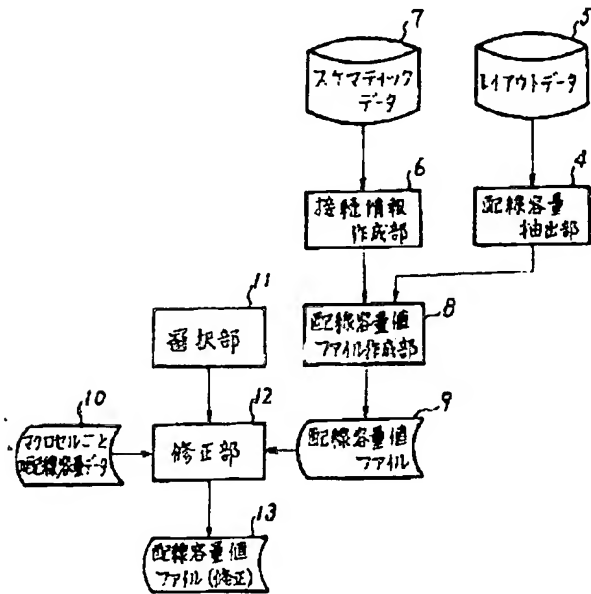 7
スケマティック
データ
5
レイアウトデータ
6
接続情報
作成部
4
配線容量
抽出部
11
選択部
8
配線容量値
ファイル作成部
10
マクロセルごと
配線容量データ
12
修正部
9
配線容量値
ファイル
13
配線容量値
ファイル(修正)